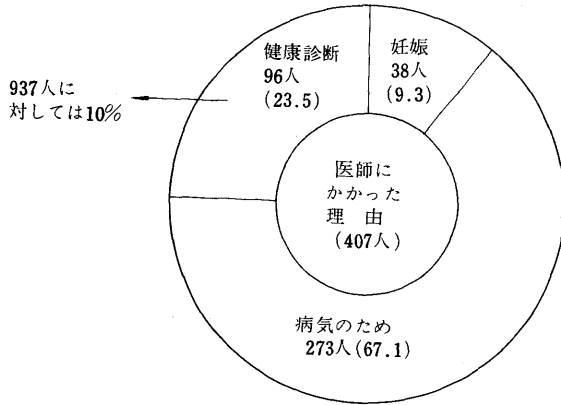 健康診断
96人
(23.5)
妊娠
38人
(9.3)
937人に
対しては10%
医師に
かかった
理由
(407人)
病気のため
273人(67.1)